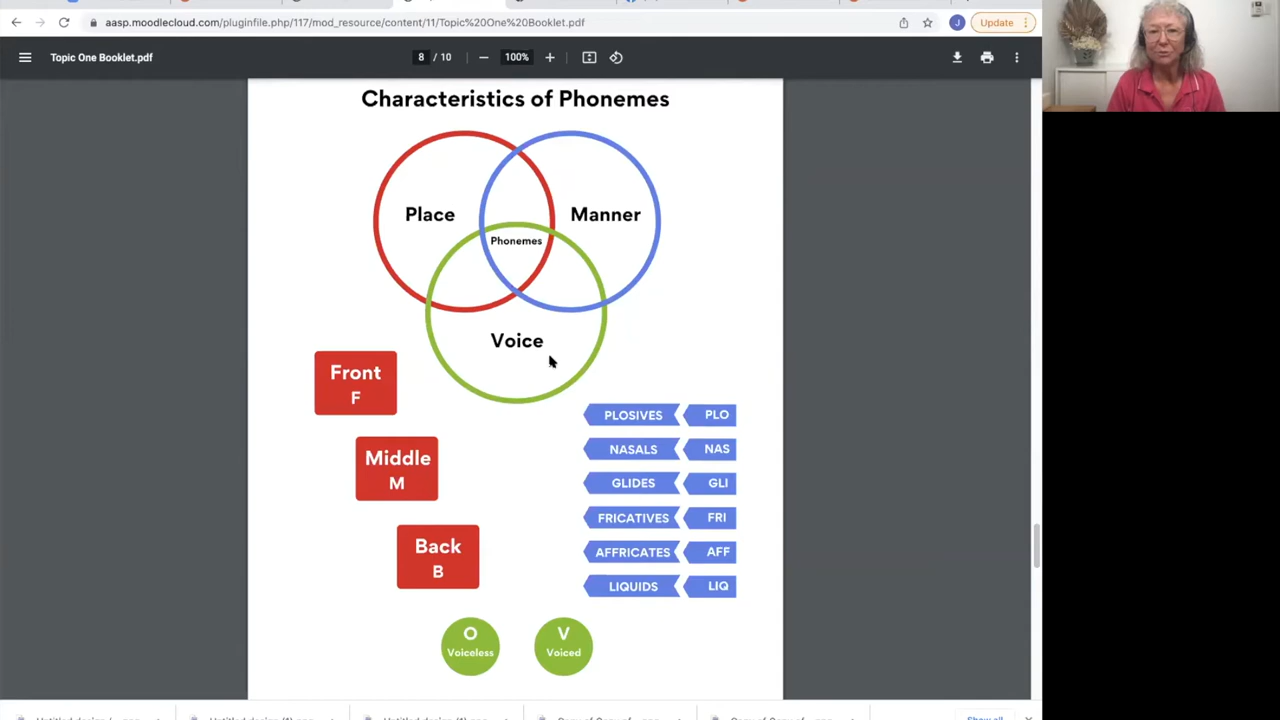 aasp.moodlecloud.com/pluginfile.php/117/mod_resource/content/11/Topic%20One%20Booklet.pdf
J
Update
Topic One Booklet.pdf
8 / 10
100%
Characteristics of Phonemes
Place
Manner
Phonemes
Voice
Front
F
Middle
M
Back
B
PLOSIVES PLO
NASALS NAS
GLIDES GLI
FRICATIVES FRI
AFFRICATES AFF
LIQUIDS LIQ
O
Voiceless
V
Voiced
Show all